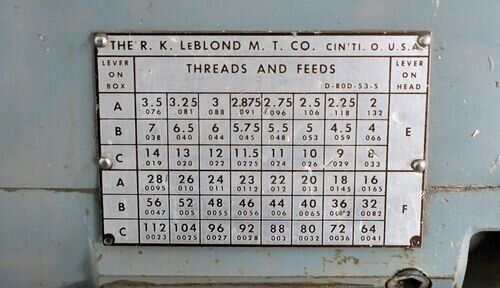 THE R. K. LeBLOND M. T. CO. CIN'TI. O. U.S.A.
LEVER ON BOX
THREADS AND FEEDS
D-80D-53-S
LEVER ON HEAD
A 3.5 3.25 3 2.875 2.75 2.5 2.25 2
076 .081 088 .091 .096 .106 .118 .132
B 7 6.5 6 5.75 5.5 5 4.5 4 E
.038 .040 .044 .045 .048 .053 .059 .066
C 14 13 12 11.5 11 10 9 8
.019 .020 .022 .0225 .024 .026 .029 .033
A 28 26 24 23 22 20 18 16
.0095 .010 .011 .0112 .012 .013 .0145 .0165
B 56 52 48 46 44 40 36 32 F
0047 .005 .0055 .0056 .006 .0065 .0082
C 112 104 96 92 88 80 72 64
0023 .0025 .0027 .0028 .003 .0032 .0036 .0041